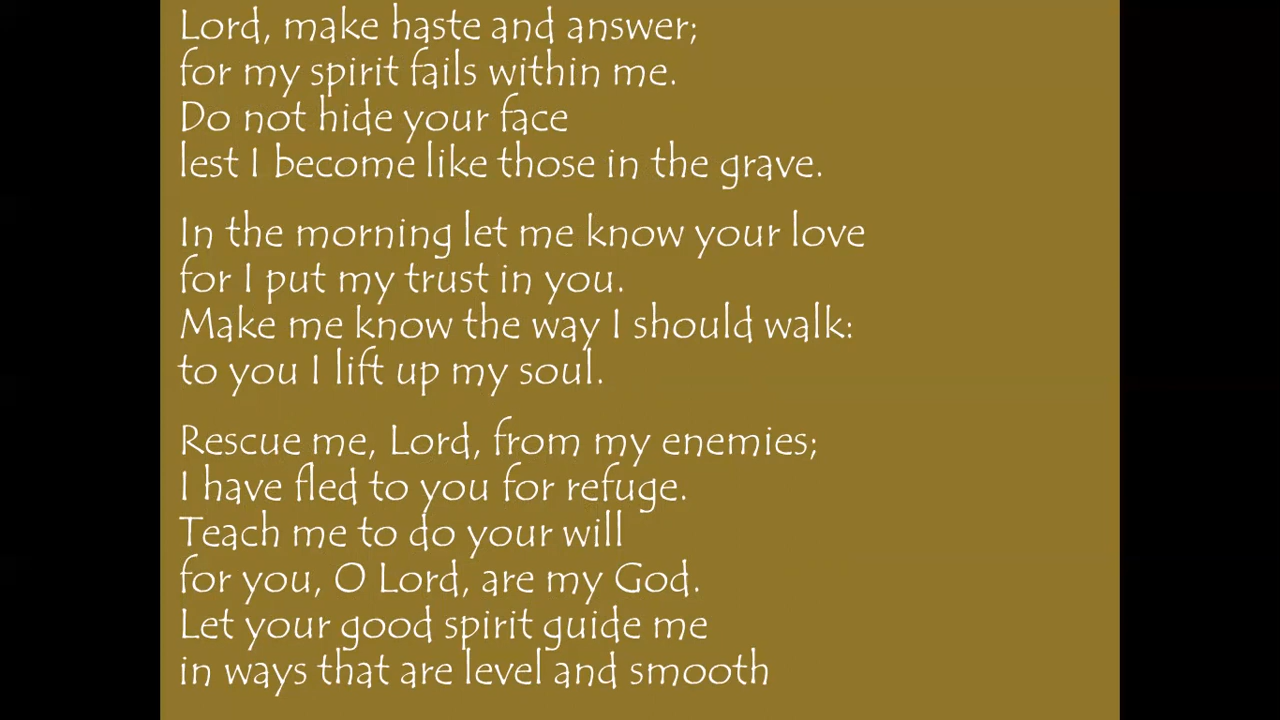 Lord, make haste and answer;
for my spirit fails within me.
Do not hide your face
lest I become like those in the grave.
In the morning let me know your love
for I put my trust in you.
Make me know the way I should walk:
to you I lift up my soul.
Rescue me, Lord, from my enemies;
I have fled to you for refuge.
Teach me to do your will
for you, O Lord, are my God.
Let your good spirit guide me
in ways that are level and smooth